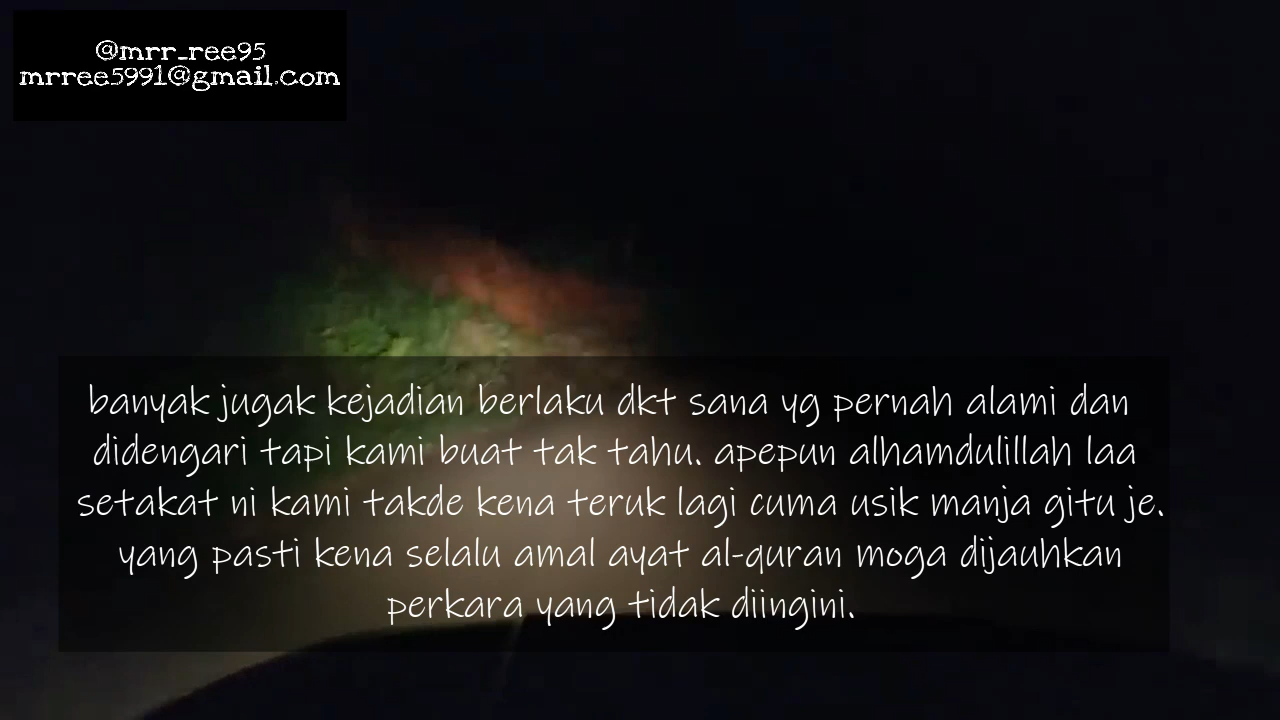 @mrr_ree95
mrree5991@gmail.com
banyak jugak kejadian berlaku dkt sana yg pernah alami dan
didengari tapi kami buat tak tahu. apepun alhamdulillah laa
setakat ni kami takde kena teruk lagi cuma usik manja gitu je.
yang pasti kena selalu amal ayat al-quran moga dijauhkan
perkara yang tidak diingini.